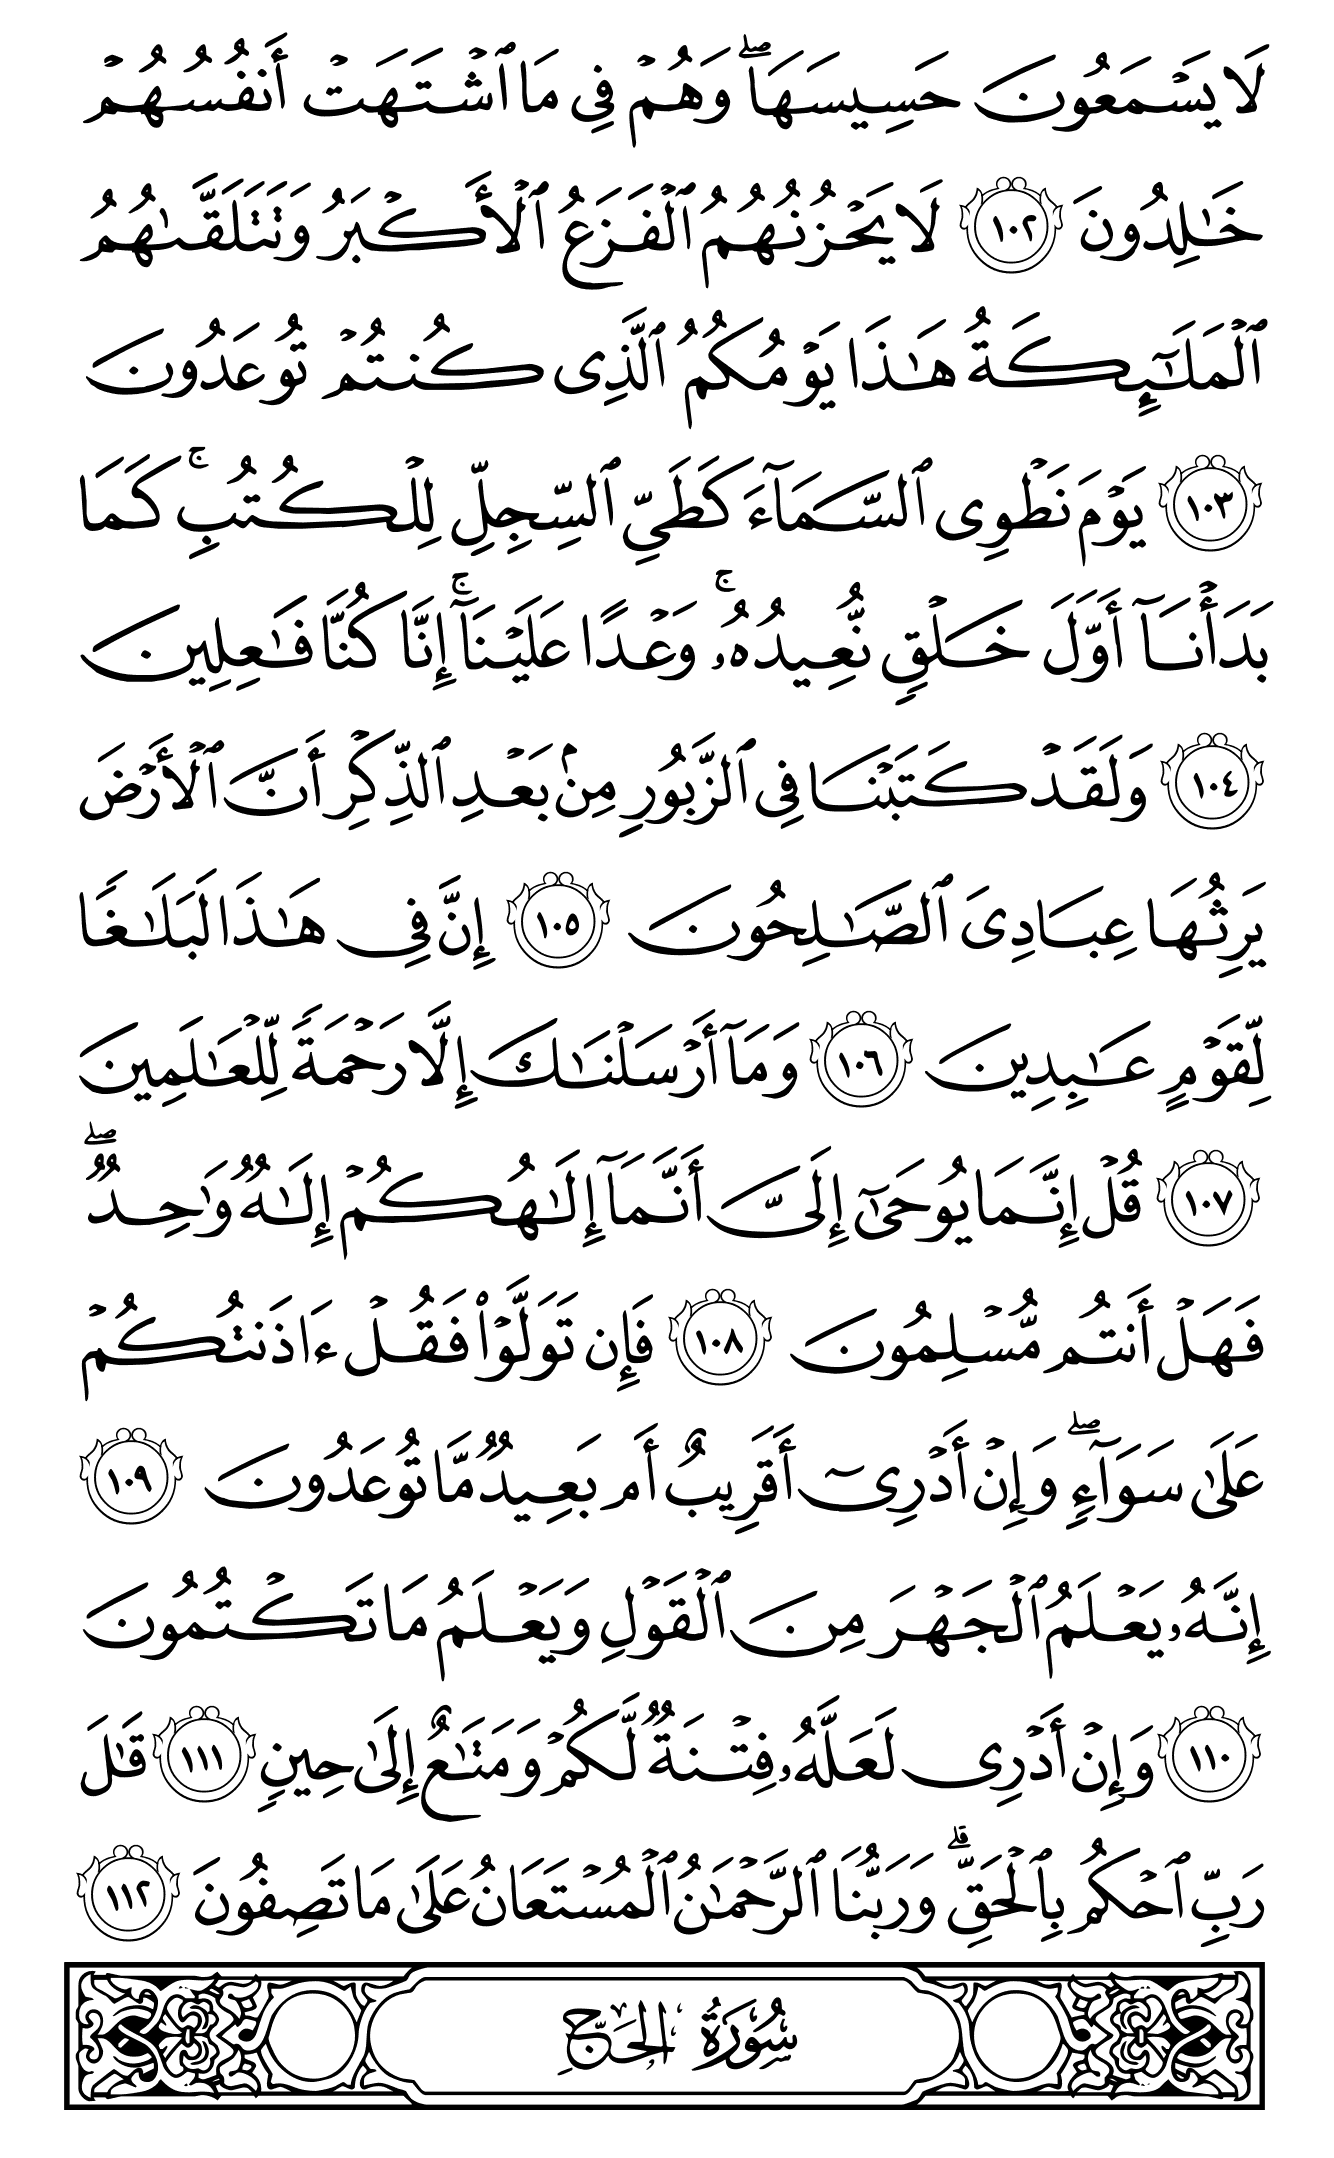 لَا يَسْمَعُونَ حَسِيسَهَا ۖ وَهُمْ فِي مَا ٱشْتَهَتْ أَنفُسُهُمْ
خَـٰلِدُونَ ١٠٢ لَا يَحْزُنُهُمُ ٱلْفَزَعُ ٱلْأَكْبَرُ وَتَتَلَقَّىٰهُمُ
ٱلْمَلَـٰٓئِكَةُ هَـٰذَا يَوْمُكُمُ ٱلَّذِى كُنتُمْ تُوعَدُونَ
١٠٣ يَوْمَ نَطْوِى ٱلسَّمَآءَ كَطَىِّ ٱلسِّجِلِّ لِلْكُتُبِ ۚ كَمَا
بَدَأْنَآ أَوَّلَ خَلْقٍ نُّعِيدُهُۥ ۚ وَعْدًا عَلَيْنَآ ۚ إِنَّا كُنَّا فَـٰعِلِينَ
١٠٤ وَلَقَدْ كَتَبْنَا فِى ٱلزَّبُورِ مِنۢ بَعْدِ ٱلذِّكْرِ أَنَّ ٱلْأَرْضَ
يَرِثُهَا عِبَادِىَ ٱلصَّـٰلِحُونَ ١٠٥ إِنَّ فِى هَـٰذَا لَبَلَـٰغًا
لِّقَوْمٍ عَـٰبِدِينَ ١٠٦ وَمَآ أَرْسَلْنَـٰكَ إِلَّا رَحْمَةً لِّلْعَـٰلَمِينَ
١٠٧ قُلْ إِنَّمَا يُوحَىٰٓ إِلَىَّ أَنَّمَآ إِلَـٰهُكُمْ إِلَـٰهٌ وَٰحِدٌ ۖ
فَهَلْ أَنتُم مُّسْلِمُونَ ١٠٨ فَإِن تَوَلَّوْا۟ فَقُلْ ءَاذَنتُكُمْ
عَلَىٰ سَوَآءٍ ۖ وَإِنْ أَدْرِىٓ أَقَرِيبٌ أَم بَعِيدٌ مَّا تُوعَدُونَ ١٠٩
إِنَّهُۥ يَعْلَمُ ٱلْجَهْرَ مِنَ ٱلْقَوْلِ وَيَعْلَمُ مَا تَكْتُمُونَ
١١٠ وَإِنْ أَدْرِى لَعَلَّهُۥ فِتْنَةٌ لَّكُمْ وَمَتَـٰعٌ إِلَىٰ حِينٍ ١١١ قَـٰلَ
رَبِّ ٱحْكُم بِٱلْحَقِّ ۗ وَرَبُّنَا ٱلرَّحْمَـٰنُ ٱلْمُسْتَعَانُ عَلَىٰ مَا تَصِفُونَ ١١٢
سُورَةُ الْحَجِّ